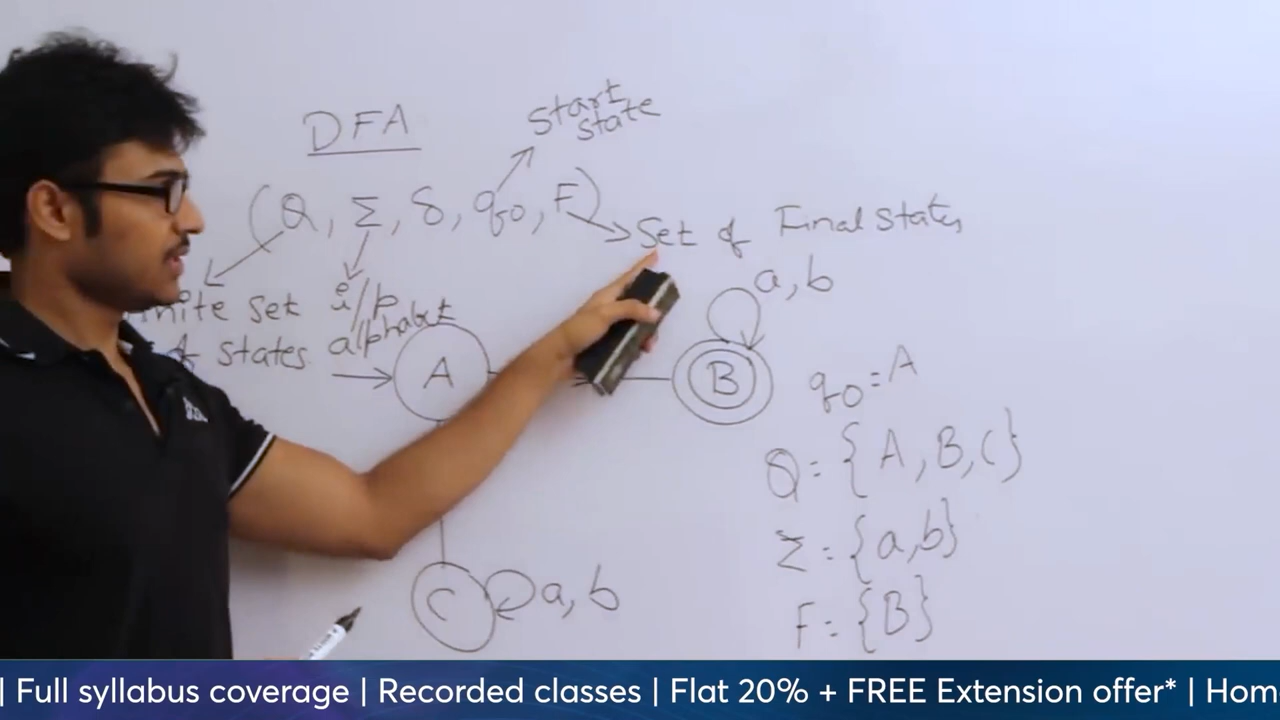 DFA
Start
state
(Q, Σ, δ, q0, F)
Set of Final States
set i/p
states alphabet
a, b
A
B
q0 = A
Q = {A, B, C}
Σ = {a, b}
C
a, b
F = {B}
| Full syllabus coverage | Recorded classes | Flat 20% + FREE Extension offer* | Hom